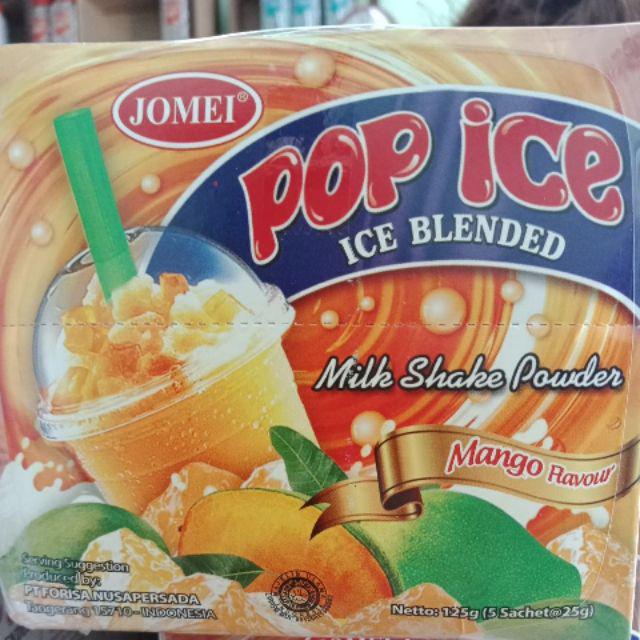 JOMEI®
POP ICE
ICE BLENDED
Milk Shake Powder
Mango Flavour
Serving Suggestion
Produced by:
PT FORISA NUSAPERSADA
Tangerang 15710 - INDONESIA
Netto: 125g (5 Sachet@25g)